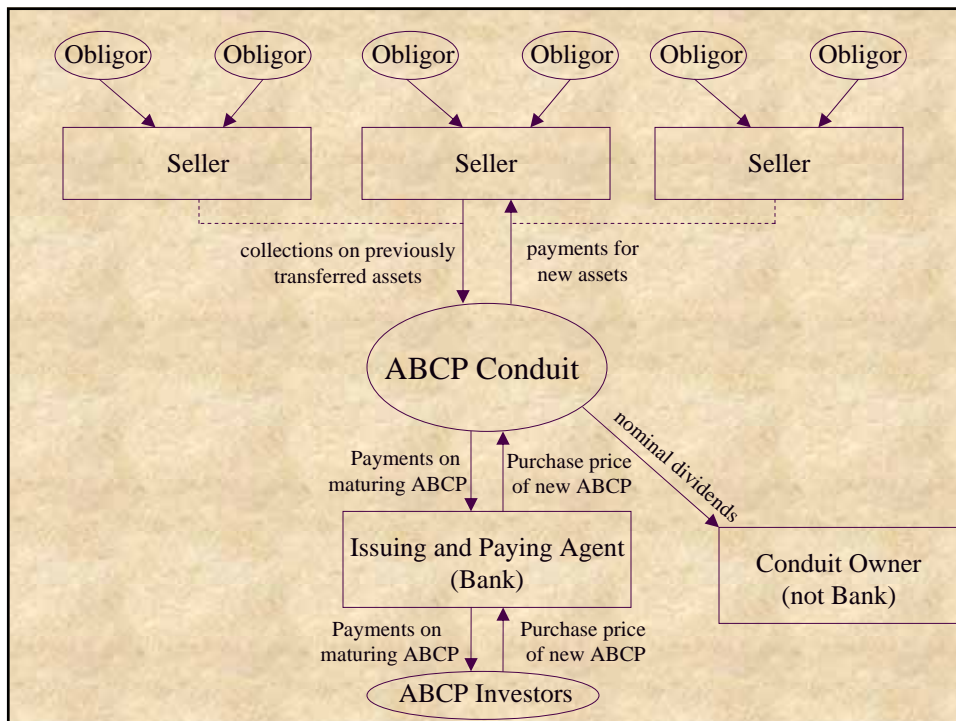 Obligor Obligor Obligor Obligor Obligor Obligor
Seller Seller Seller
collections on previously
transferred assets
payments for
new assets
ABCP Conduit
nominal dividends
Payments on
maturing ABCP
Purchase price
of new ABCP
Issuing and Paying Agent
(Bank)
Conduit Owner
(not Bank)
Payments on
maturing ABCP
Purchase price
of new ABCP
ABCP Investors